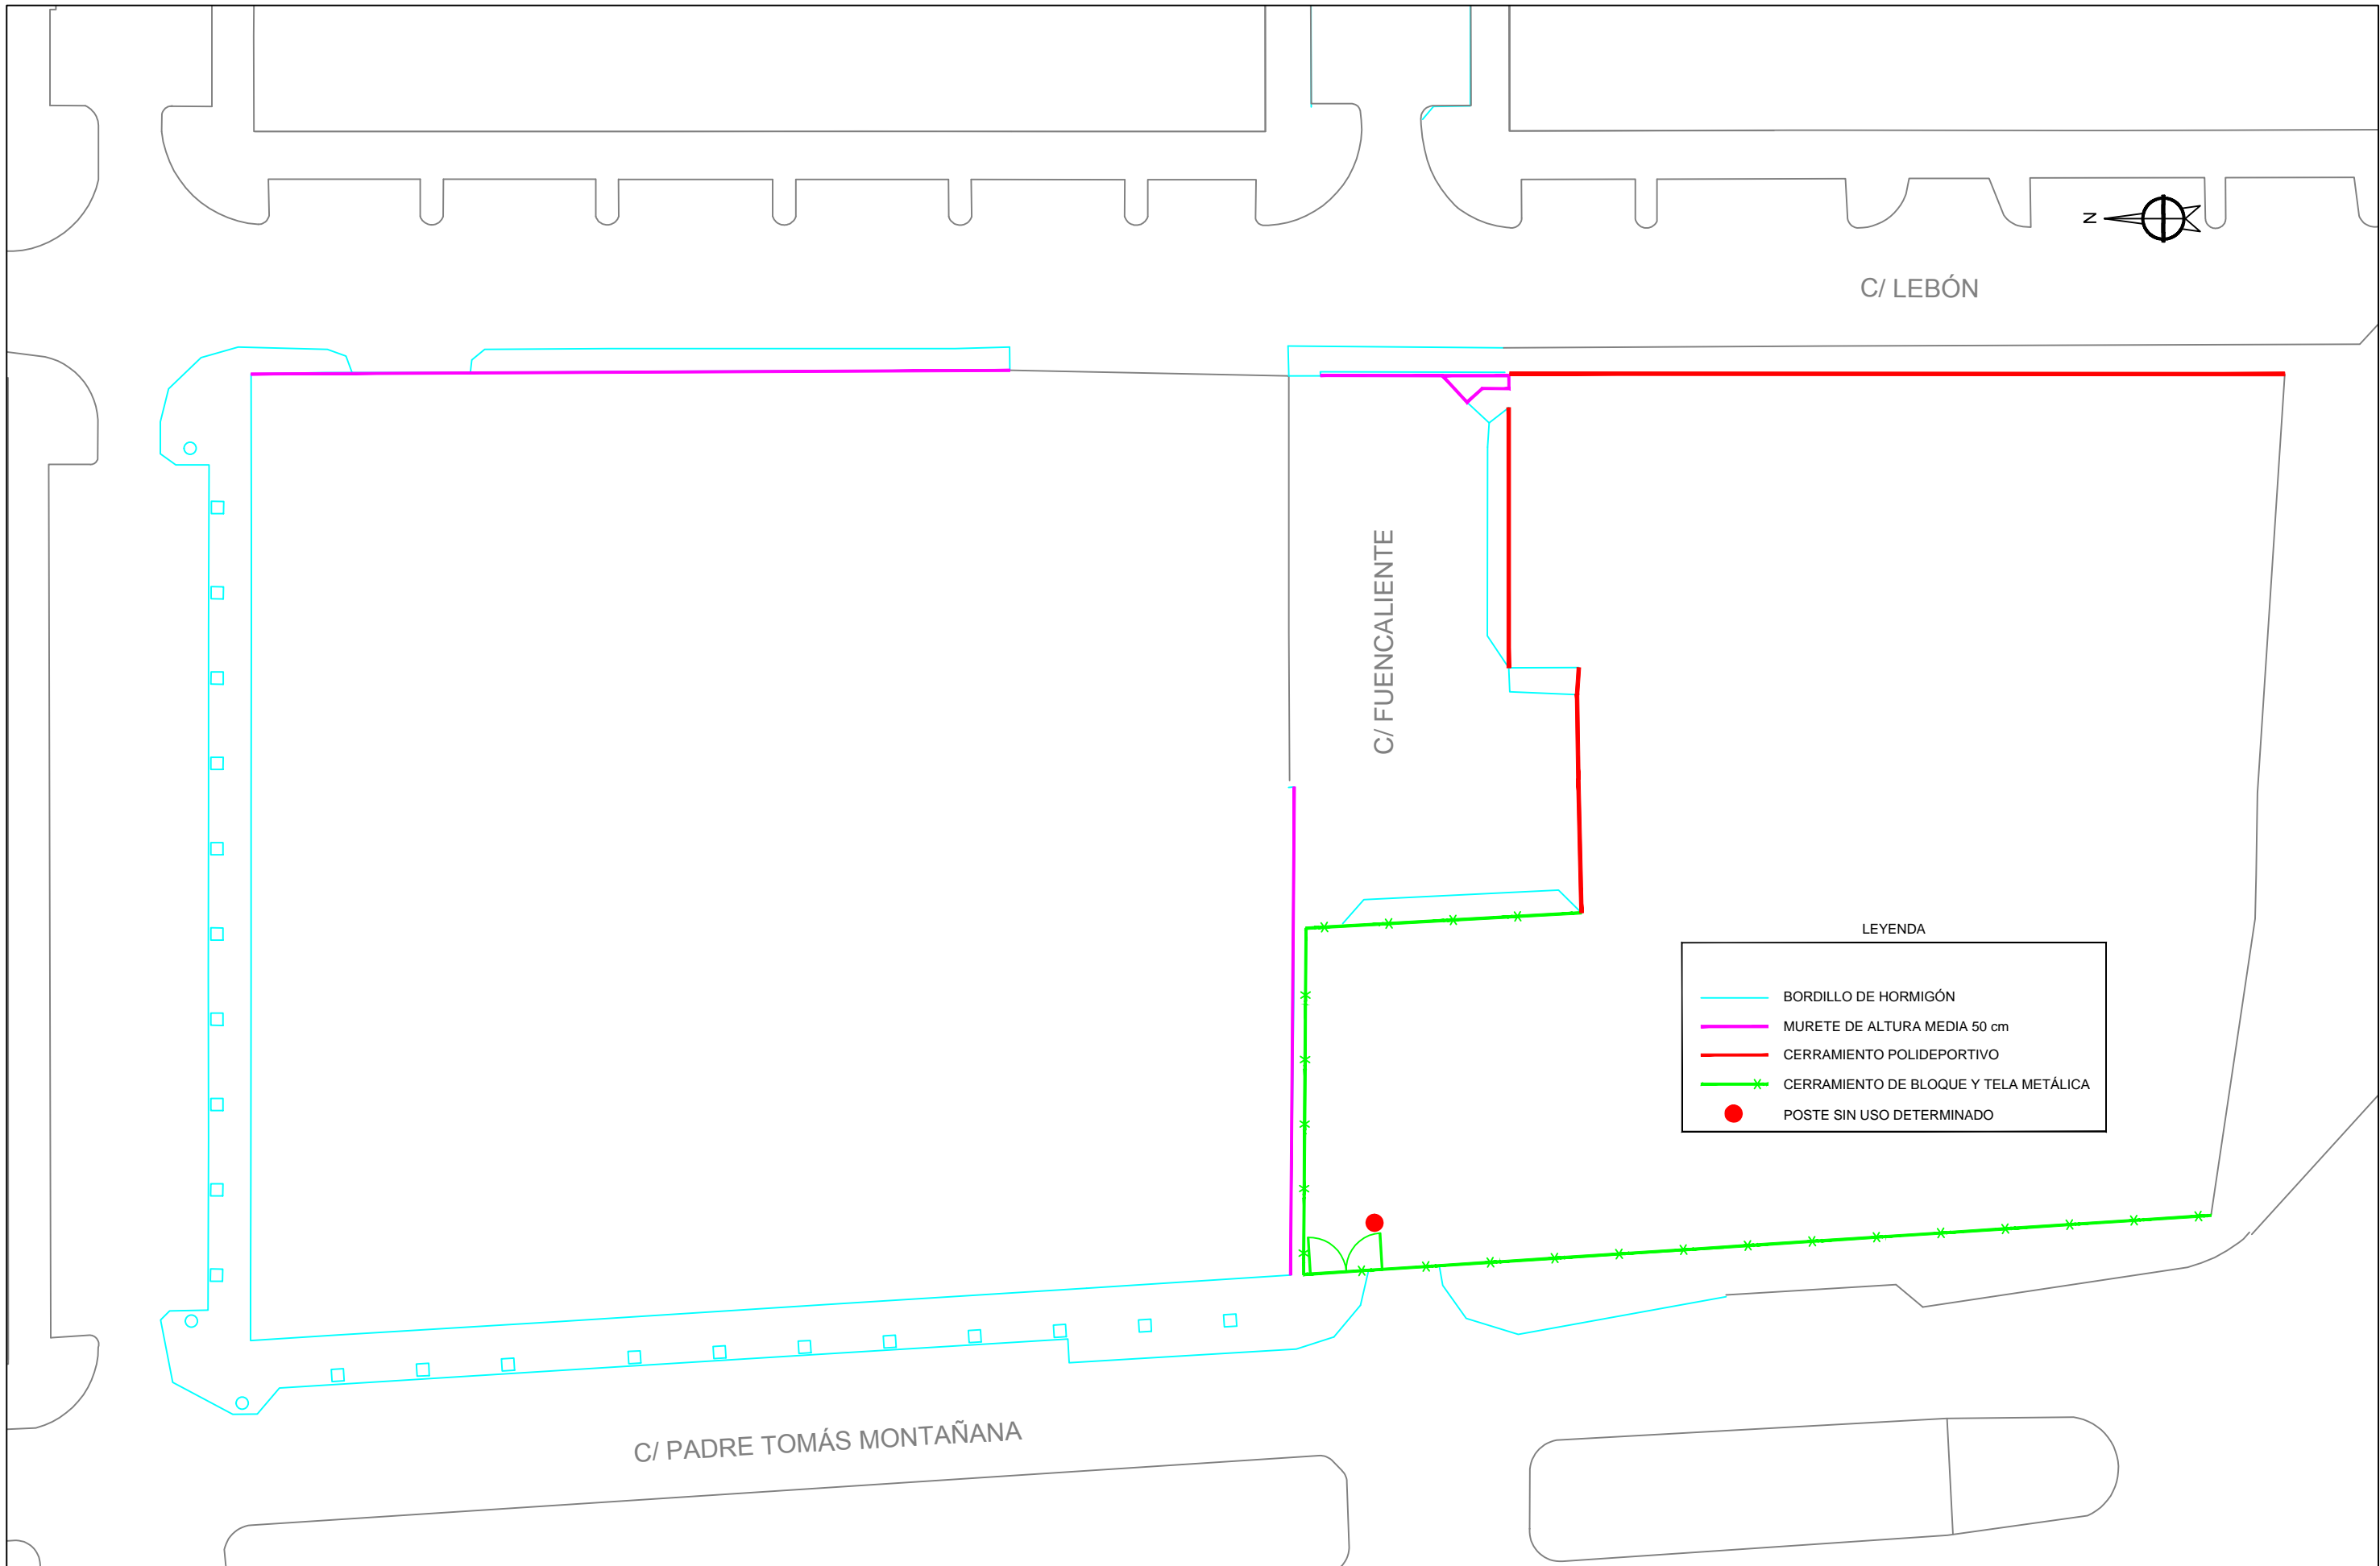 N
C/ LEBÓN
C/ FUENCALIENTE
LEYENDA
BORDILLO DE HORMIGÓN
MURETE DE ALTURA MEDIA 50 cm
CERRAMIENTO POLIDEPORTIVO
CERRAMIENTO DE BLOQUE Y TELA METÁLICA
POSTE SIN USO DETERMINADO
C/ PADRE TOMÁS MONTAÑANA